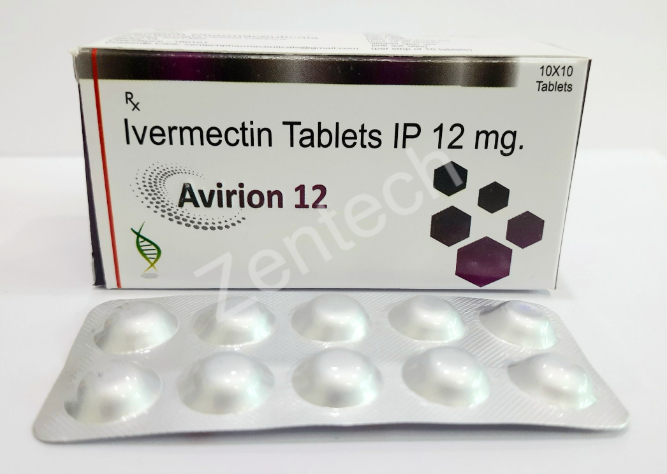 10X10
Tablets
Rx
Ivermectin Tablets IP 12 mg.
Avirion 12
Zentech